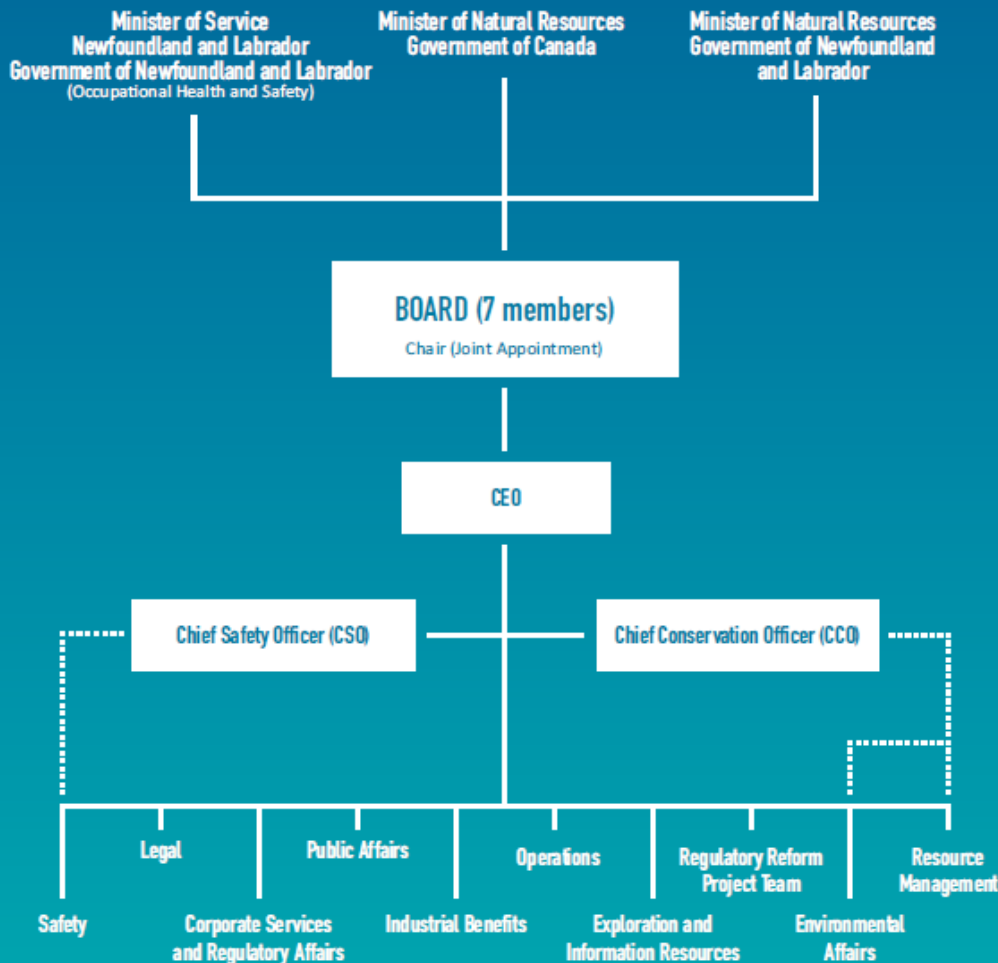 Minister of Service
Newfoundland and Labrador
Government of Newfoundland and Labrador
(Occupational Health and Safety)
Minister of Natural Resources
Government of Canada
Minister of Natural Resources
Government of Newfoundland
and Labrador
BOARD (7 members)
Chair (Joint Appointment)
CEO
Chief Safety Officer (CSO)
Chief Conservation Officer (CCO)
Safety
Legal
Corporate Services
and Regulatory Affairs
Public Affairs
Industrial Benefits
Operations
Exploration and
Information Resources
Regulatory Reform
Project Team
Environmental
Affairs
Resource
Management